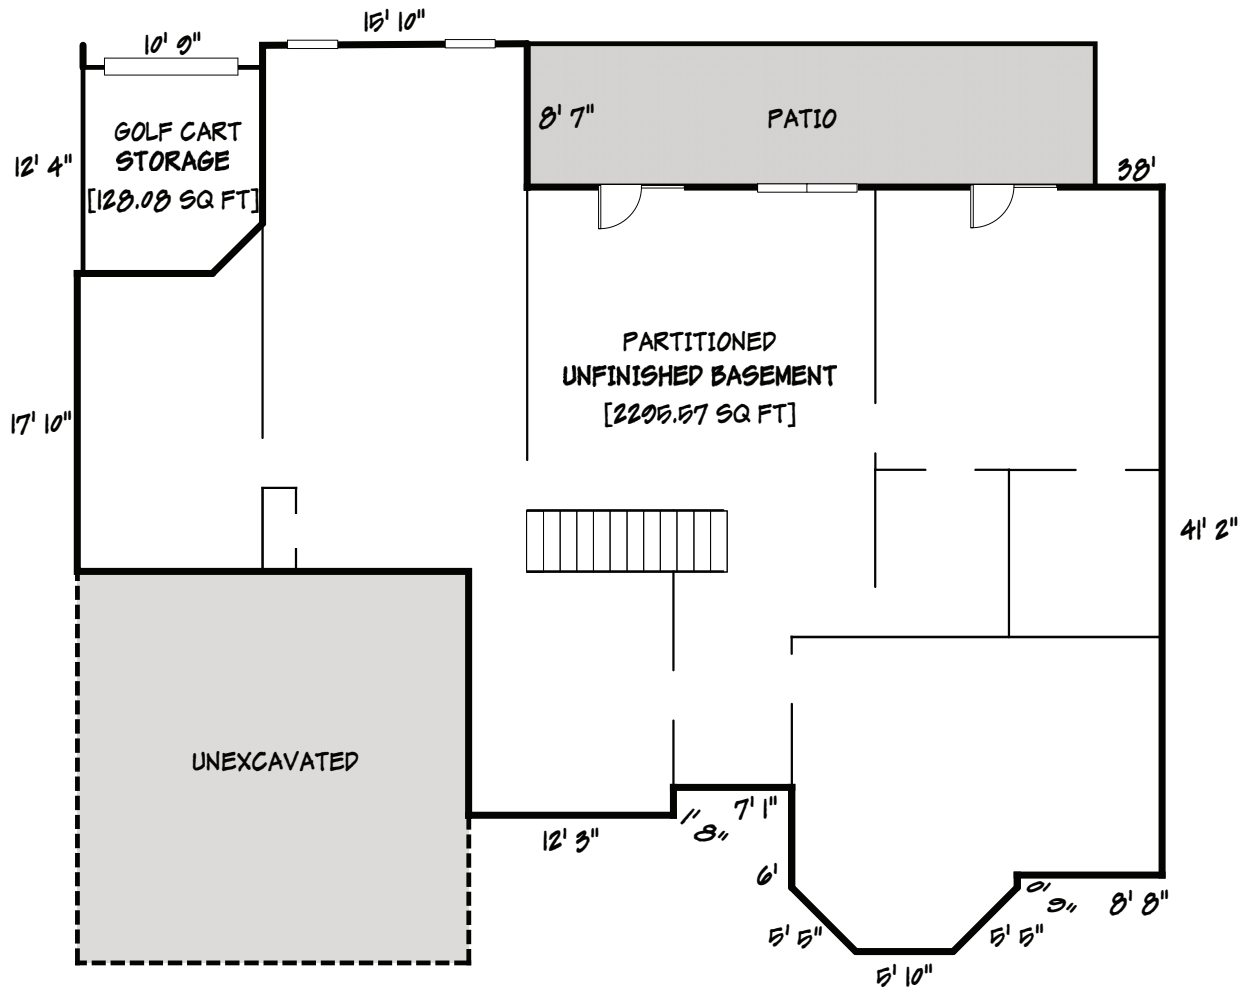 15' 10"
10' 9"
8' 7"
PATIO
GOLF CART
STORAGE
[128.08 SQ FT]
12' 4"
38'
PARTITIONED
UNFINISHED BASEMENT
[2295.57 SQ FT]
17' 10"
41' 2"
UNEXCAVATED
7' 1"
1' 8"
12' 3"
6'
0' 9"
8' 8"
5' 5"
5' 5"
5' 10"